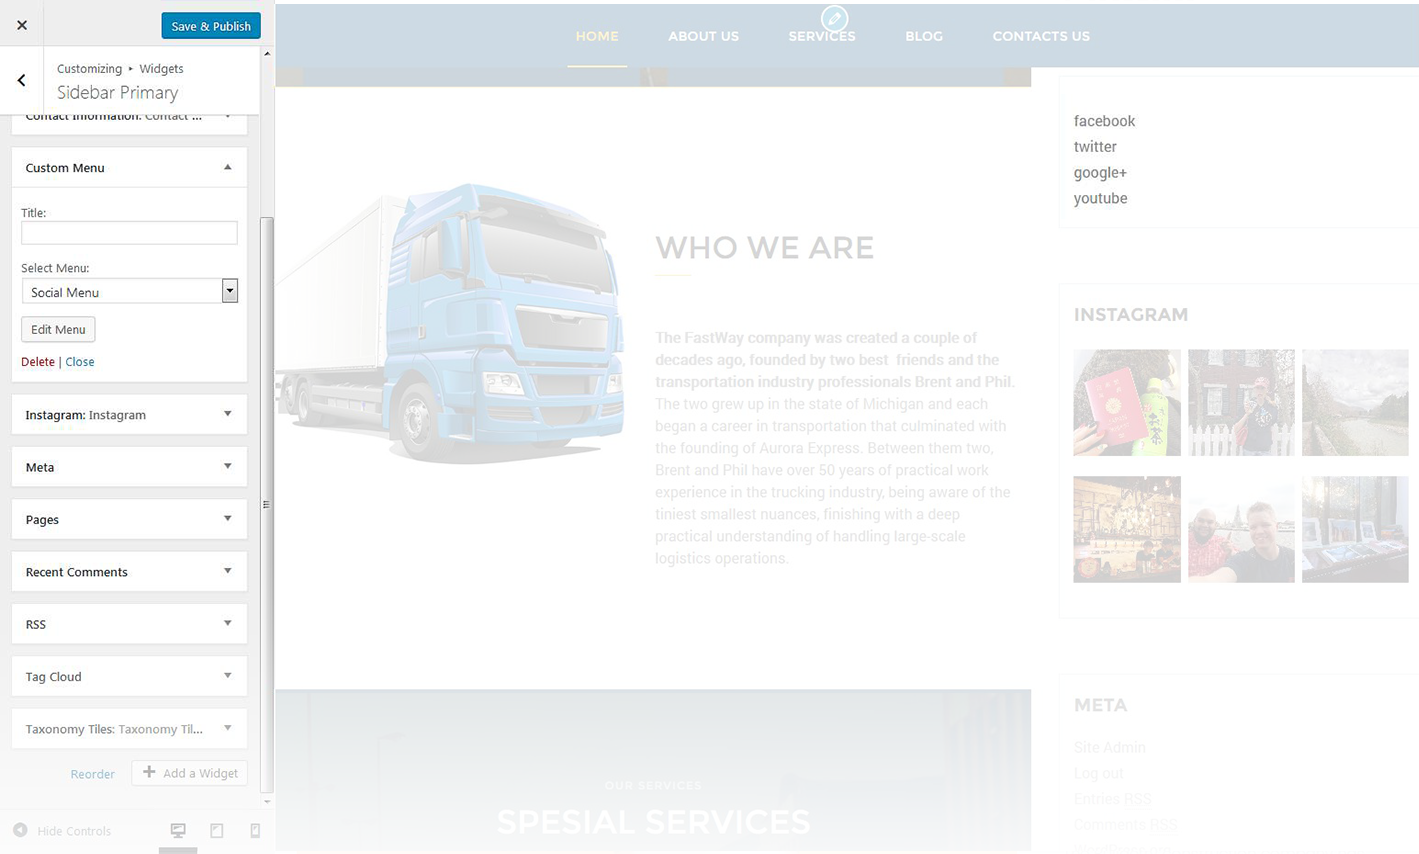 Save & Publish
Customizing ▸ Widgets
Sidebar Primary
Contact Information: Contact ...
Custom Menu
Title:
Select Menu:
Social Menu
Edit Menu
Delete | Close
Instagram: Instagram
Meta
Pages
Recent Comments
RSS
Tag Cloud
Taxonomy Tiles: Taxonomy Til...
Reorder
Add a Widget
Hide Controls
HOME
ABOUT US
SERVICES
BLOG
CONTACTS US
WHO WE ARE
The FastWay company was created a couple of
decades ago, founded by two best friends and the
transportation industry professionals Brent and Phil.
The two grew up in the state of Michigan and each
began a career in transportation that culminated with
the founding of Aurora Express. Between them two,
Brent and Phil have over 50 years of practical work
experience in the trucking industry, being aware of the
tiniest smallest nuances, finishing with a deep
practical understanding of handling large-scale
logistics operations.
OUR SERVICES
SPESIAL SERVICES
facebook
twitter
google+
youtube
INSTAGRAM
META
Site Admin
Log out
Entries RSS
Comments RSS